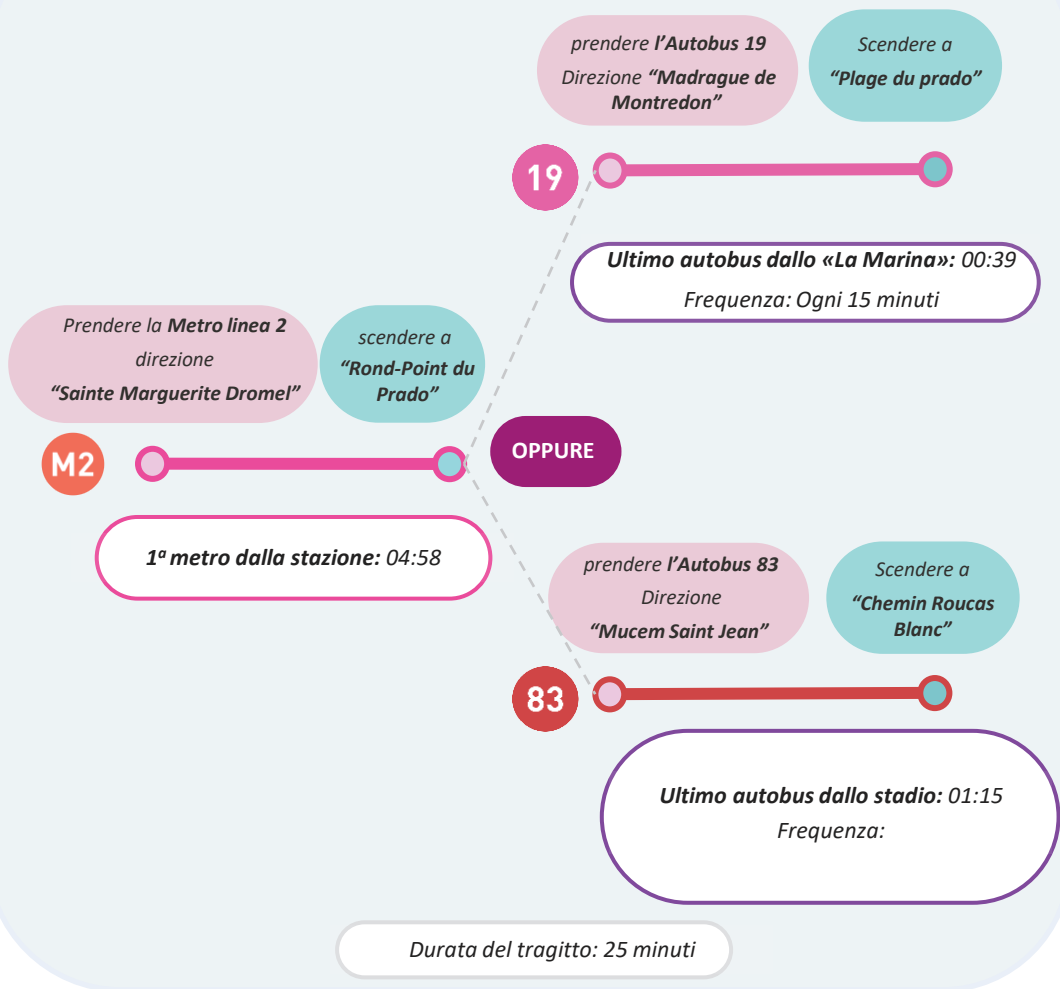 prendere l’Autobus 19
Direzione “Madrague de
Montredon”
Scendere a
“Plage du prado”
19
Ultimo autobus dallo «La Marina»: 00:39
Frequenza: Ogni 15 minuti
Prendere la Metro linea 2
direzione
“Sainte Marguerite Dromel”
scendere a
“Rond-Point du
Prado”
M2
OPPURE
1ª metro dalla stazione: 04:58
prendere l’Autobus 83
Direzione
“Mucem Saint Jean”
Scendere a
“Chemin Roucas
Blanc”
83
Ultimo autobus dallo stadio: 01:15
Frequenza:
Durata del tragitto: 25 minuti